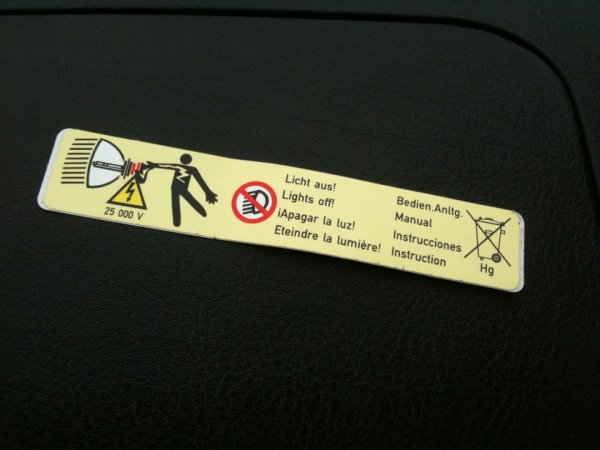 25 000 V
Licht aus!
Lights off!
¡Apagar la luz!
Eteindre la lumière!
Bedien.Anltg.
Manual
Instrucciones
Instruction
Hg